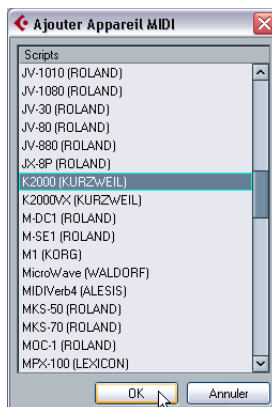 Ajouter Appareil MIDI
Scripts
JV-1010 (ROLAND)
JV-1080 (ROLAND)
JV-30 (ROLAND)
JV-80 (ROLAND)
JV-880 (ROLAND)
JX-8P (ROLAND)
K2000 (KURZWEIL)
K2000VX (KURZWEIL)
M-DC1 (ROLAND)
M-SE1 (ROLAND)
M1 (KORG)
MicroWave (WALDORF)
MIDIVerb4 (ALESIS)
MKS-50 (ROLAND)
MKS-70 (ROLAND)
MOC-1 (ROLAND)
MPX-100 (LEXICON)
OK
Annuler